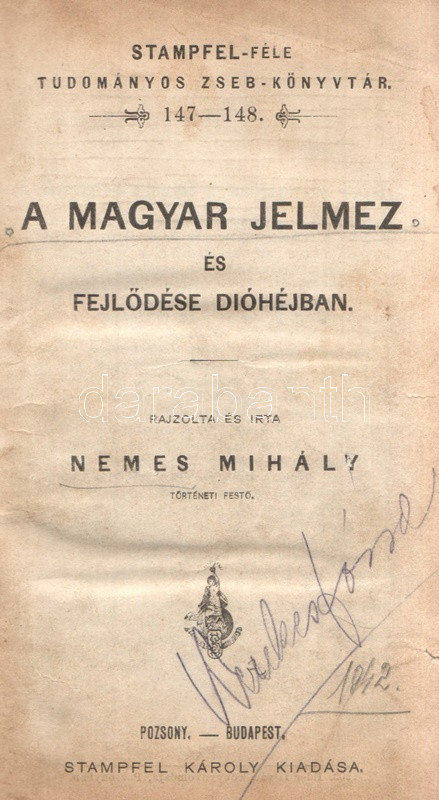 STAMPFEL-FÉLE
TUDOMÁNYOS ZSEB-KÖNYVTÁR.
147—148.
A MAGYAR JELMEZ
ÉS
FEJLŐDÉSE DIÓHÉJBAN.
darabanth
RAJZOLTA ÉS IRTA
NEMES MIHÁLY
TÖRTÉNETI FESTŐ.
1942.
POZSONY. — BUDAPEST.
STAMPFEL KÁROLY KIADÁSA.